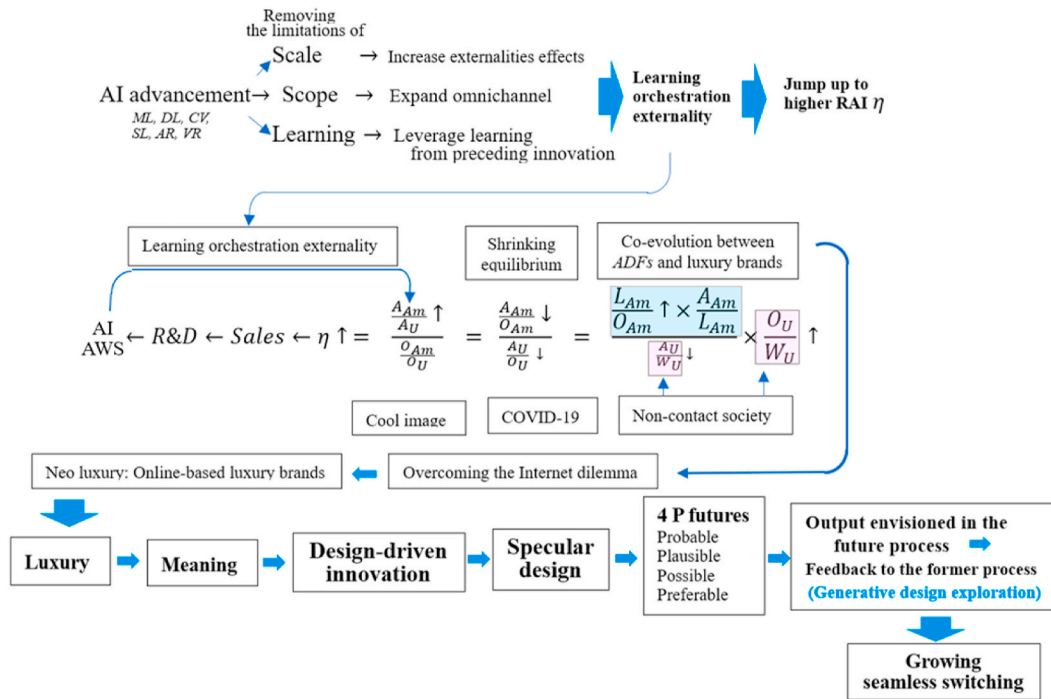 Removing
the limitations of
Scale → Increase externalities effects
AI advancement → Scope → Expand omnichannel
ML, DL, CV,
SL, AR, VR
Learning → Leverage learning
from preceding innovation
Learning
orchestration
externality
Jump up to
higher RAI η
Learning orchestration externality
Shrinking
equilibrium
Co-evolution between
ADFs and luxury brands
AI
AWS ← R&D ← Sales ← η ↑ = (A_Am / A_U ↑) / (O_Am / O_U) = (A_Am / O_Am ↓) / (A_U / O_U ↓) = (L_Am / O_Am ↑ × A_Am / L_Am) / (A_U / W_U ↓) × O_U / W_U ↑
Cool image
COVID-19
Non-contact society
Neo luxury: Online-based luxury brands
Overcoming the Internet dilemma
Luxury
Meaning
Design-driven
innovation
Specular
design
4 P futures
Probable
Plausible
Possible
Preferable
Output envisioned in the
future process
Feedback to the former process
(Generative design exploration)
Growing
seamless switching